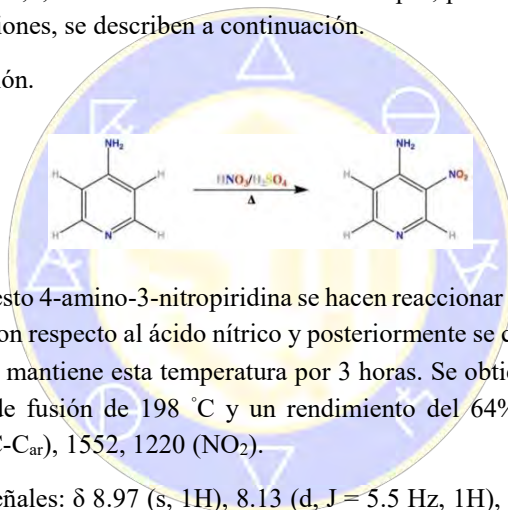 iones, se describen a continuación.
ión.
NH₂ NH₂
H H HNO₃/H₂SO₄ H NO₂
Δ
H N H H N H
esto 4-amino-3-nitropiridina se hacen reaccionar
on respecto al ácido nítrico y posteriormente se
mantiene esta temperatura por 3 horas. Se
de fusión de 198 °C y un rendimiento del 64%
C-Cₐᵣ), 1552, 1220 (NO₂).
eñales: δ 8.97 (s, 1H), 8.13 (d, J = 5.5 Hz, 1H),